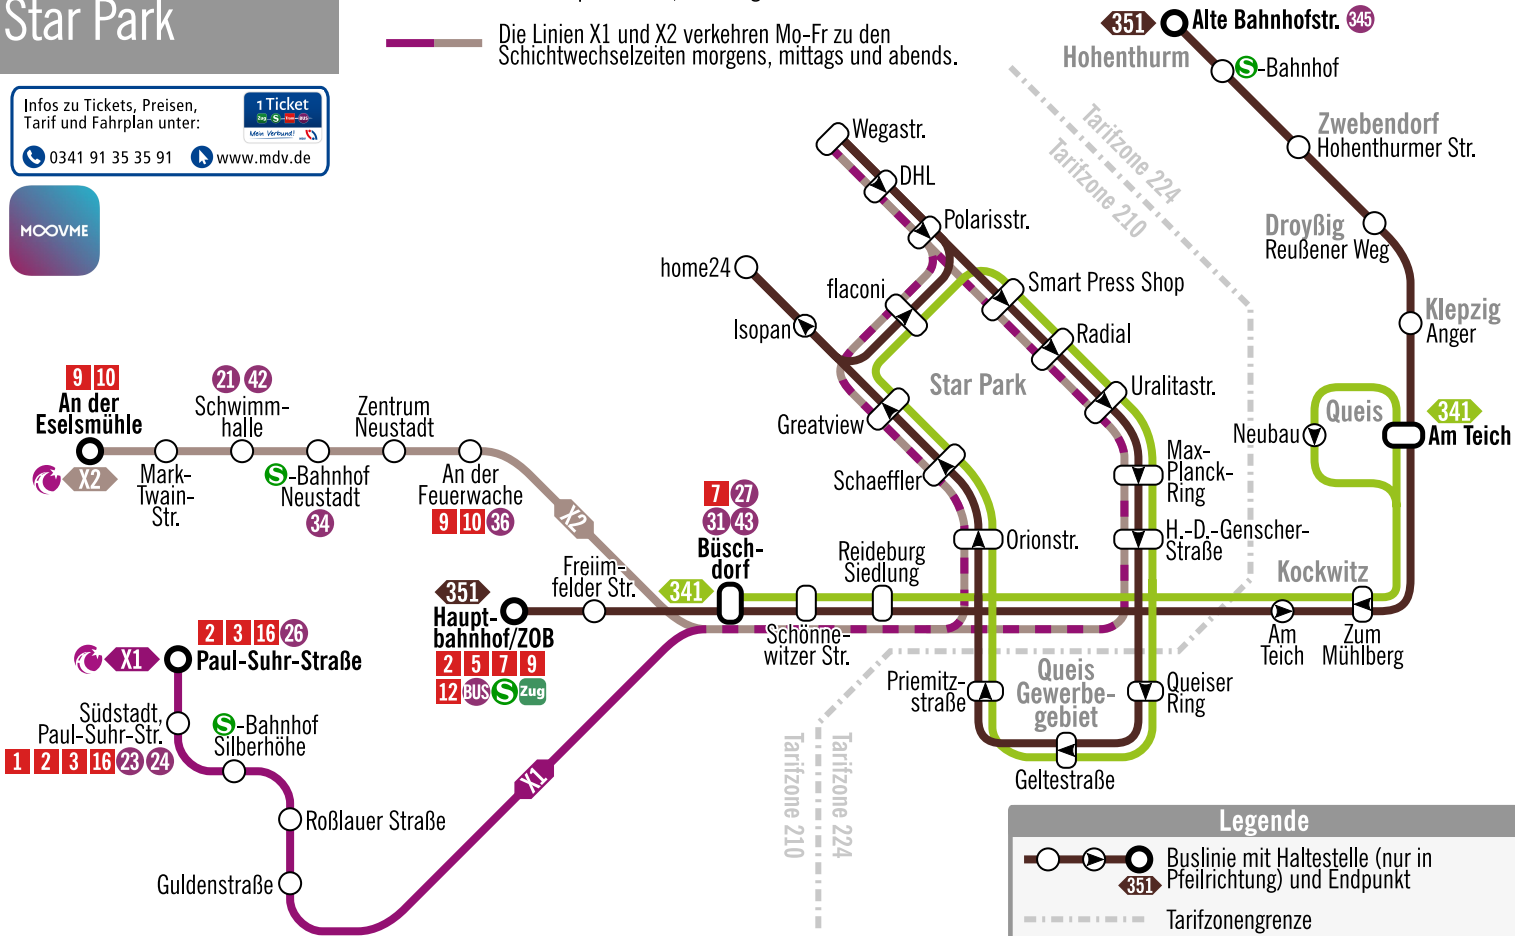 Star Park
Die Linien X1 und X2 verkehren Mo-Fr zu den
Schichtwechselzeiten morgens, mittags und abends.
Infos zu Tickets, Preisen,
Tarif und Fahrplan unter:
1 Ticket
Zug
S
Tram
BUS
Mein Verbund!
0341 91 35 35 91
www.mdv.de
MOOVME
351
Alte Bahnhofstr.
345
Hohenthurm
S-Bahnhof
Zwebendorf
Hohenthurmer Str.
Droyßig
Reußener Weg
Klepzig
Anger
Tarifzone 224
Tarifzone 210
Wegastr.
DHL
Polarisstr.
home24
flaconi
Smart Press Shop
Isopan
Radial
Star Park
Uralitastr.
Greatview
Schaeffler
Max-
Planck-
Ring
Orionstr.
H.-D.-Genscher-
Straße
Queis
341
Neubau
Am Teich
Kockwitz
Am
Teich
Zum
Mühlberg
9 10
An der
Eselsmühle
X2
Mark-
Twain-
Str.
21 42
Schwimm-
halle
S-Bahnhof
Neustadt
34
Zentrum
Neustadt
An der
Feuerwache
9 10 36
X2
7 27
31 43
Büsch-
dorf
341
Reideburg
Siedlung
Schönne-
witzer Str.
Freiim-
felder Str.
351
Haupt-
bahnhof/ZOB
2 5 7 9
12 BUS S Zug
2 3 16 26
X1
Paul-Suhr-Straße
Südstadt,
Paul-Suhr-Str.
1 2 3 16 23 24
S-Bahnhof
Silberhöhe
Roßlauer Straße
Guldenstraße
X1
Priemitz-
straße
Queis
Gewerbe-
gebiet
Queiser
Ring
Geltestraße
Tarifzone 210
Tarifzone 224
Legende
Buslinie mit Haltestelle (nur in
Pfeilrichtung) und Endpunkt
351
Tarifzonengrenze